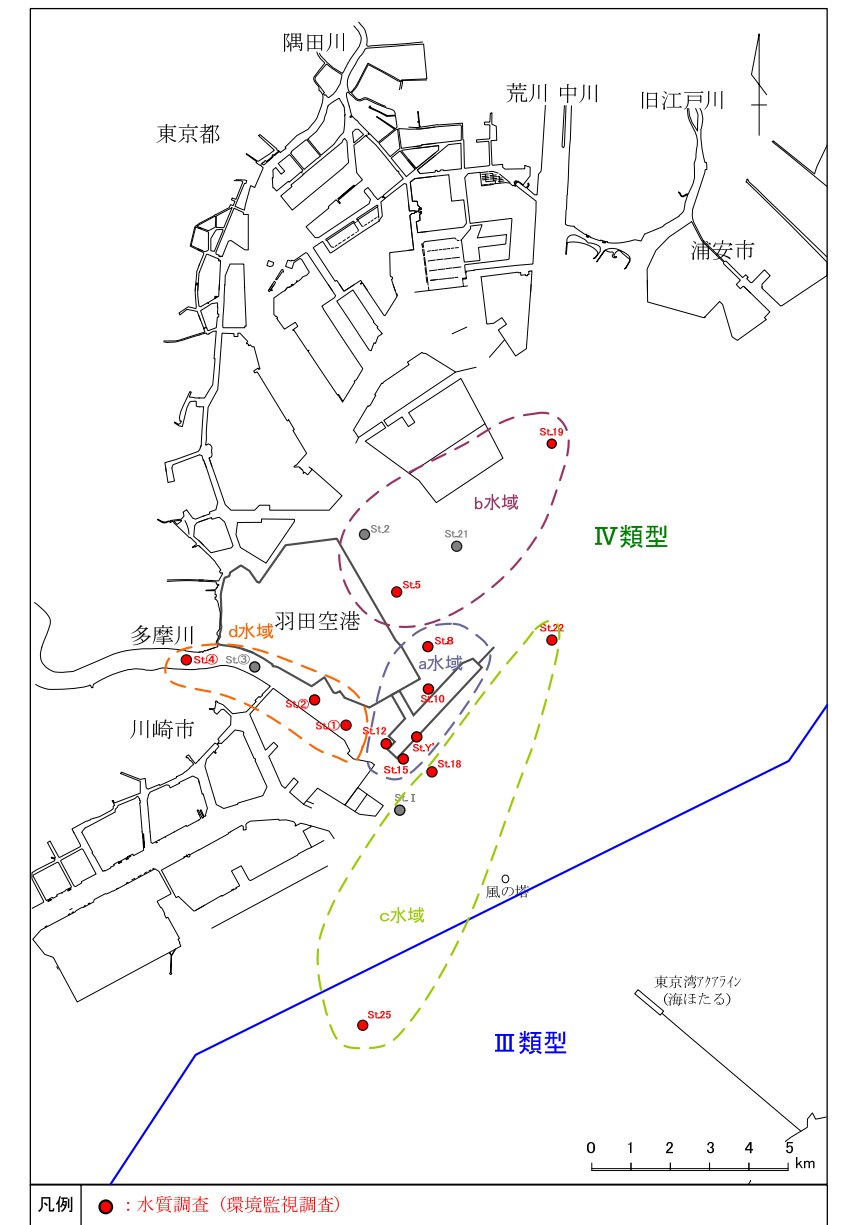 隅田川
荒川 中川
旧江戸川
東京都
浦安市
St.19
b水域
St.2
St.21
Ⅳ類型
St.5
羽田空港
多摩川
d水域
St.22
St.8
St.④
St.③
a水域
St.10
St.②
川崎市
St.①
St.12
St.Y'
St.15
St.18
St.Ⅰ
風の塔
c水域
東京湾アクアライン
(海ほたる)
St.25
Ⅲ類型
0 1 2 3 4 5
km
凡例
：水質調査（環境監視調査）